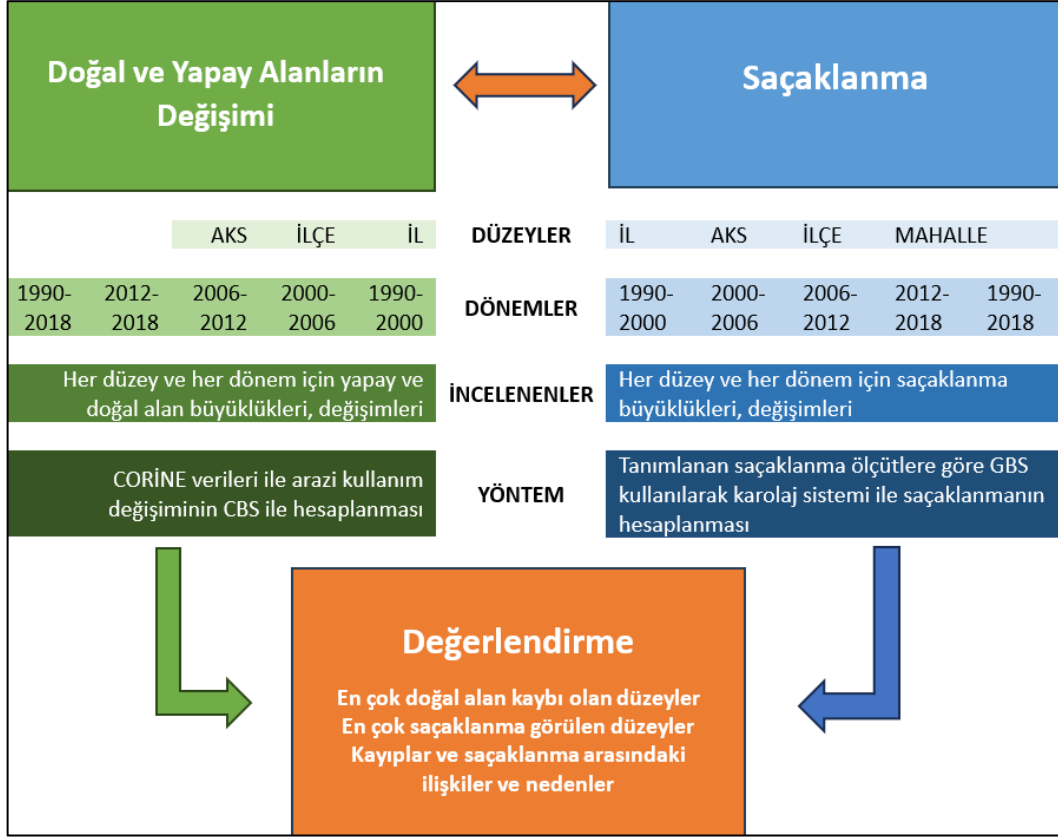 Doğal ve Yapay Alanların
Değişimi
Saçaklanma
AKS İLÇE İL DÜZEYLER İL AKS İLÇE MAHALLE
1990- 2012- 2006- 2000- 1990- DÖNEMLER 1990- 2000- 2006- 2012- 1990-
2018 2018 2012 2006 2000 2000 2006 2012 2018 2018
Her düzey ve her dönem için yapay ve
doğal alan büyüklükleri, değişimleri
İNCELENENLER
Her düzey ve her dönem için saçaklanma
büyüklükleri, değişimleri
CORİNE verileri ile arazi kullanım
değişiminin CBS ile hesaplanması
YÖNTEM
Tanımlanan saçaklanma ölçütlere göre GBS
kullanılarak karolaj sistemi ile saçaklanmanın
hesaplanması
Değerlendirme
En çok doğal alan kaybı olan düzeyler
En çok saçaklanma görülen düzeyler
Kayıplar ve saçaklanma arasındaki
ilişkiler ve nedenler